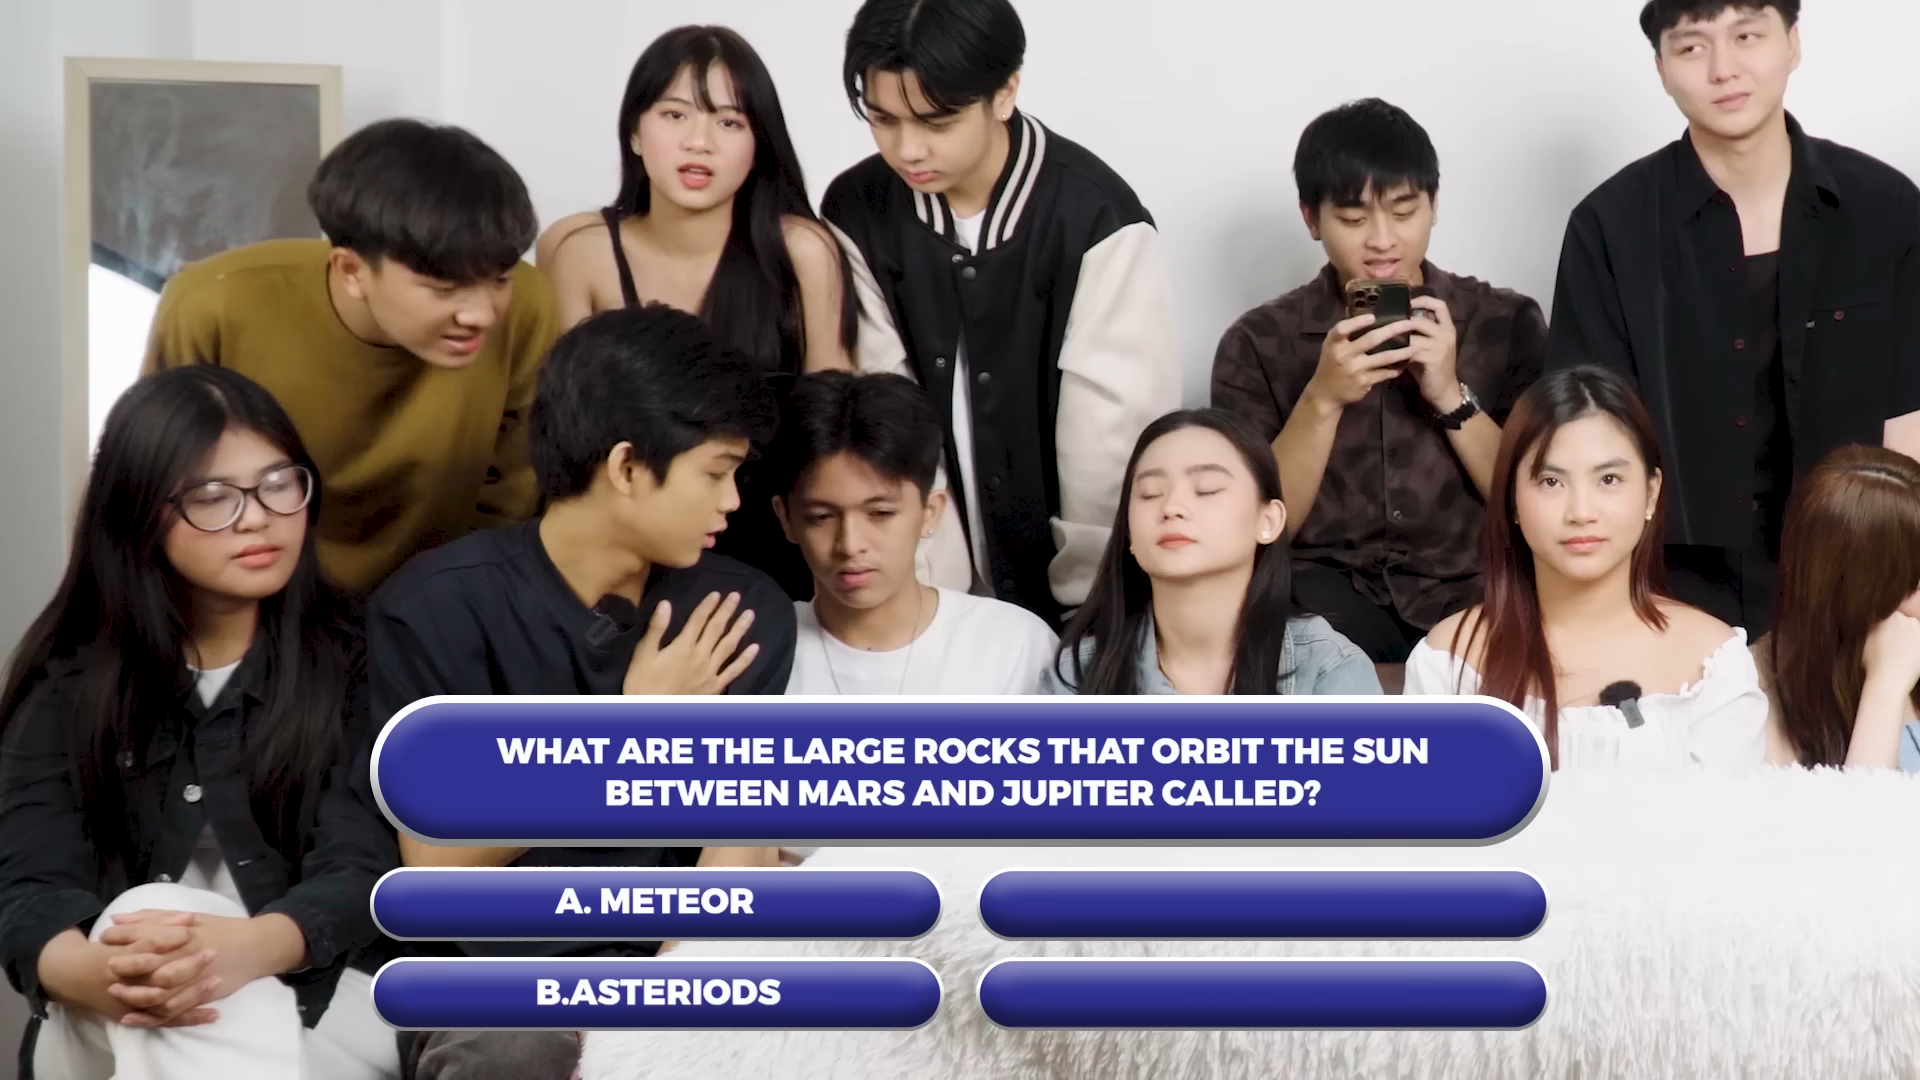 WHAT ARE THE LARGE ROCKS THAT ORBIT THE SUN
BETWEEN MARS AND JUPITER CALLED?
A. METEOR
B.ASTERIODS